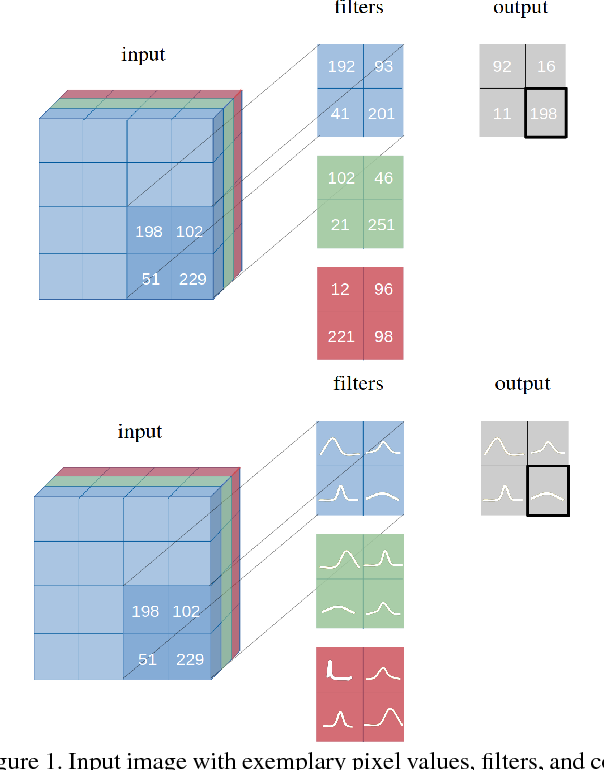 filters
output
input
192 93
92 16
41 201
11 198
102 46
198 102
21 251
51 229
12 96
221 98
filters
output
input
198 102
51 229
gure 1. Input image with exemplary pixel values, filters, and co